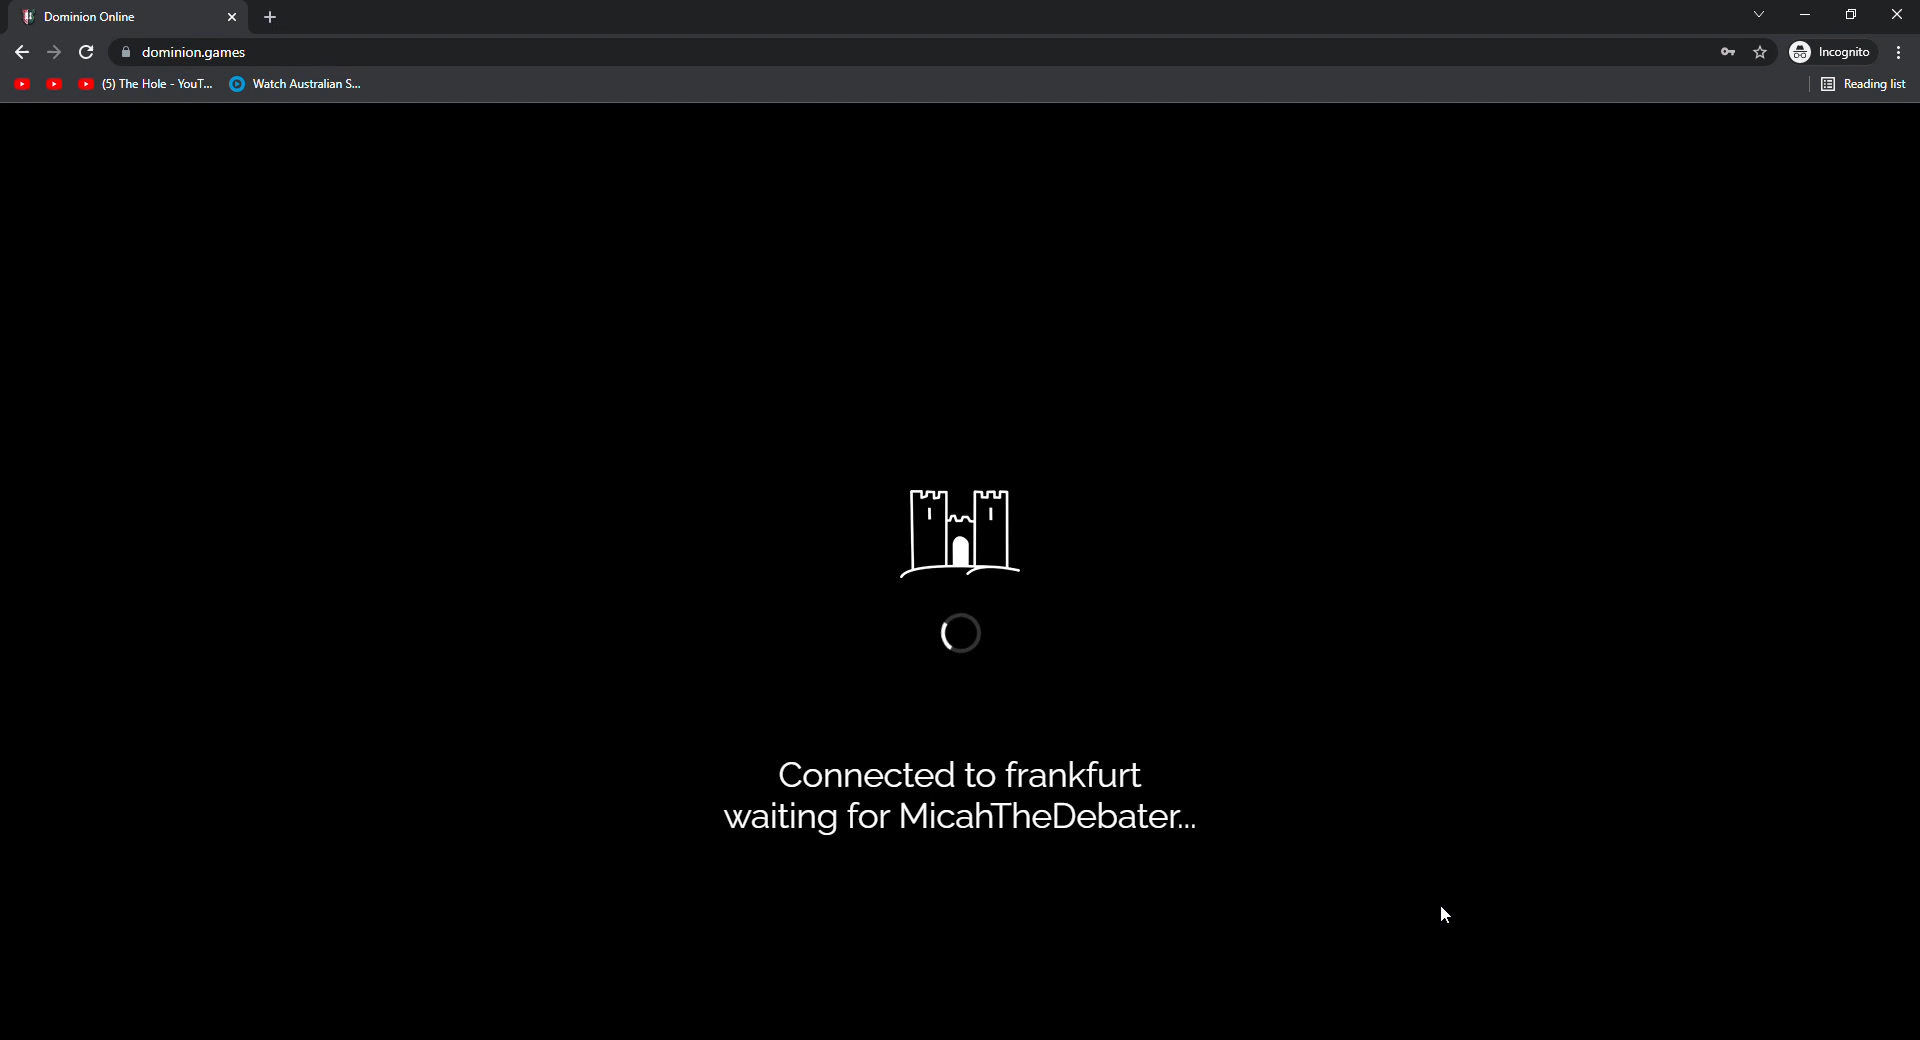 Dominion Online
dominion.games
Incognito
(5) The Hole - YouT...
Watch Australian S...
Reading list
Connected to frankfurt
waiting for MicahTheDebater...